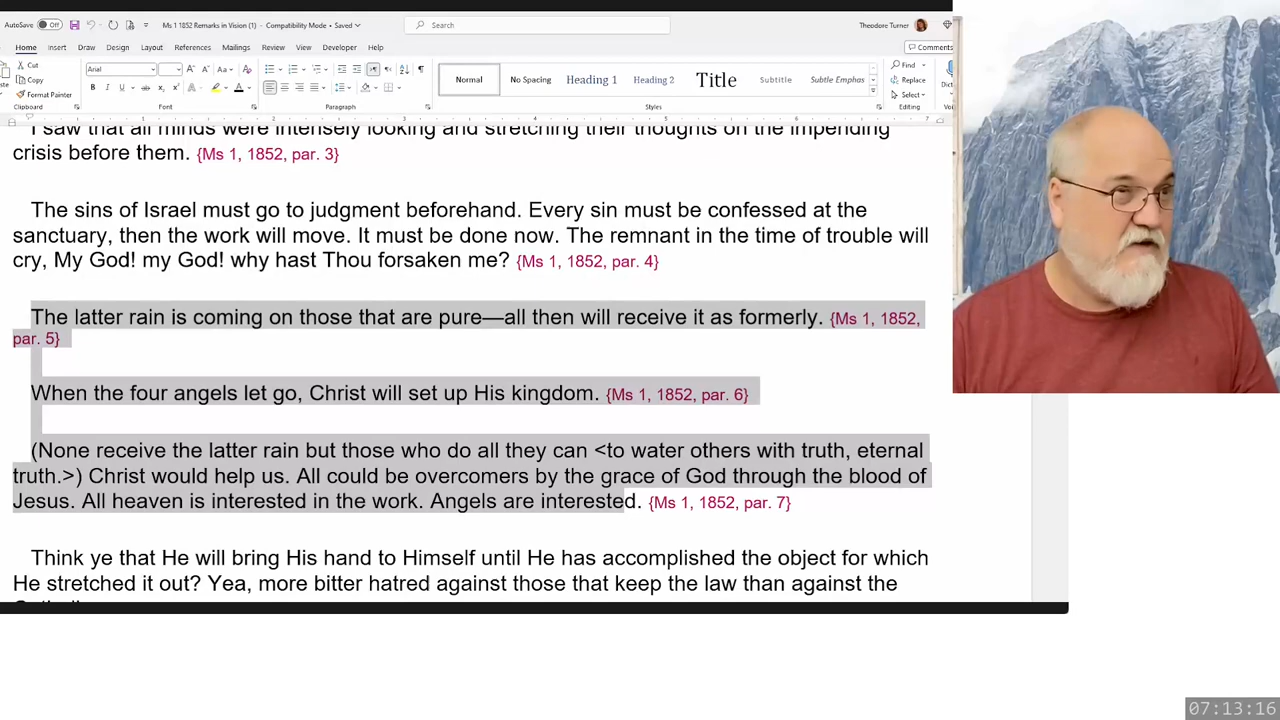 AutoSave Off Ms 1 1852 Remarks in Vision (1) - Compatibility Mode • Saved Search Theodore Turner
Home Insert Draw Design Layout References Mailings Review View Developer Help Comments
Cut
Copy
Format Painter
Clipboard
Arial
Font
Paragraph
Normal No Spacing Heading 1 Heading 2 Title Subtitle Subtle Emphas
Styles
Find
Replace
Select
Editing
I saw that all minds were intensely looking and stretching their thoughts on the impending
crisis before them. {Ms 1, 1852, par. 3}
The sins of Israel must go to judgment beforehand. Every sin must be confessed at the
sanctuary, then the work will move. It must be done now. The remnant in the time of trouble will
cry, My God! my God! why hast Thou forsaken me? {Ms 1, 1852, par. 4}
The latter rain is coming on those that are pure—all then will receive it as formerly. {Ms 1, 1852,
par. 5}
When the four angels let go, Christ will set up His kingdom. {Ms 1, 1852, par. 6}
(None receive the latter rain but those who do all they can <to water others with truth, eternal
truth.>) Christ would help us. All could be overcomers by the grace of God through the blood of
Jesus. All heaven is interested in the work. Angels are interested. {Ms 1, 1852, par. 7}
Think ye that He will bring His hand to Himself until He has accomplished the object for which
He stretched it out? Yea, more bitter hatred against those that keep the law than against the
07:13:16